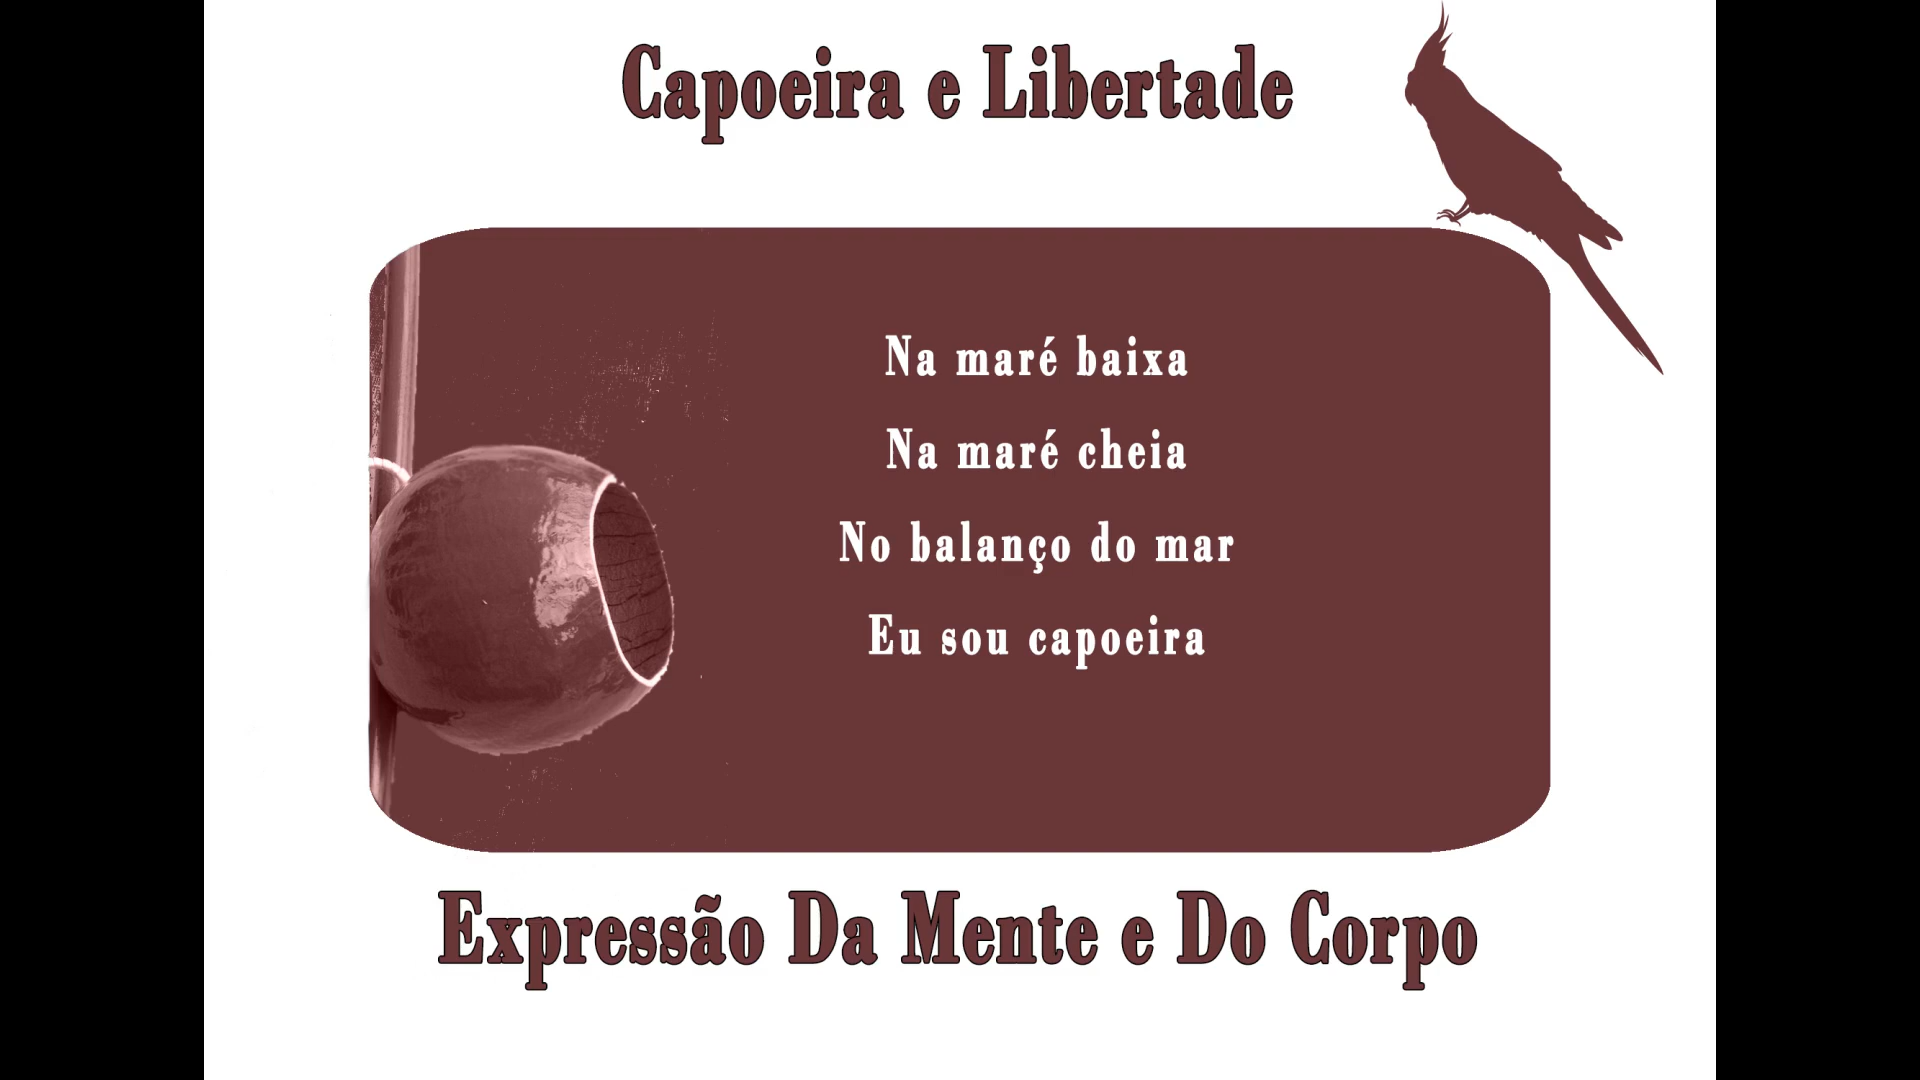 Capoeira e Libertade
Na maré baixa
Na maré cheia
No balanço do mar
Eu sou capoeira
Expressão Da Mente e Do Corpo